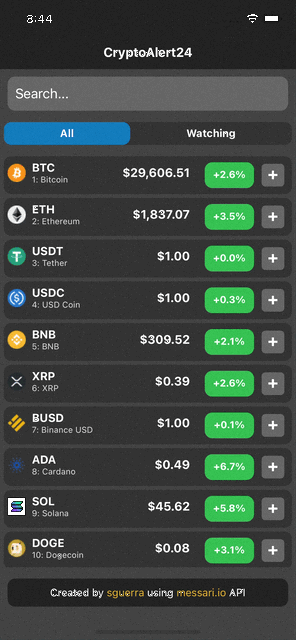 8:44
CryptoAlert24
Search...
All Watching
BTC $29,606.51 +2.6% +
1: Bitcoin
ETH $1,837.07 +3.5% +
2: Ethereum
USDT $1.00 +0.0% +
3: Tether
USDC $1.00 +0.3% +
4: USD Coin
BNB $309.52 +2.1% +
5: BNB
XRP $0.39 +2.6% +
6: XRP
BUSD $1.00 +0.1% +
7: Binance USD
ADA $0.49 +6.7% +
8: Cardano
SOL $45.62 +5.8% +
9: Solana
DOGE $0.08 +3.1% +
10: Dogecoin
Created by sguerra using messari.io API